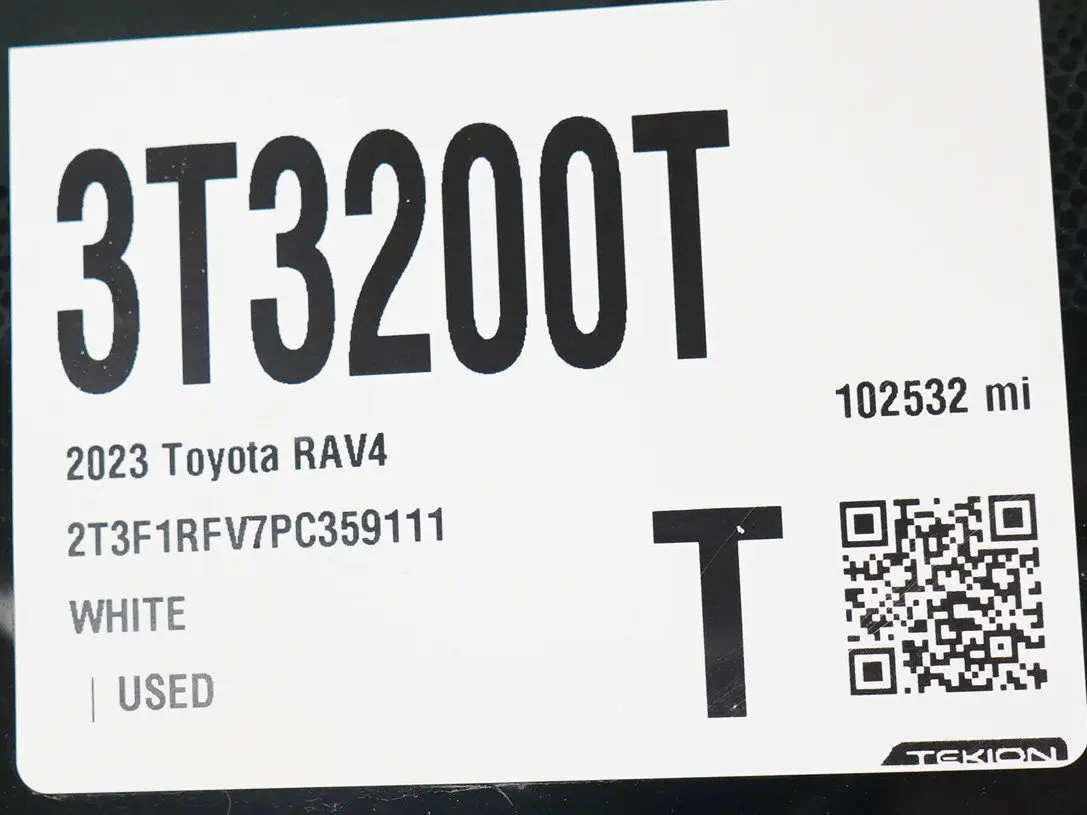 3T3200T
102532 mi
2023 Toyota RAV4
2T3F1RFV7PC359111
T
WHITE
| USED
TEKION